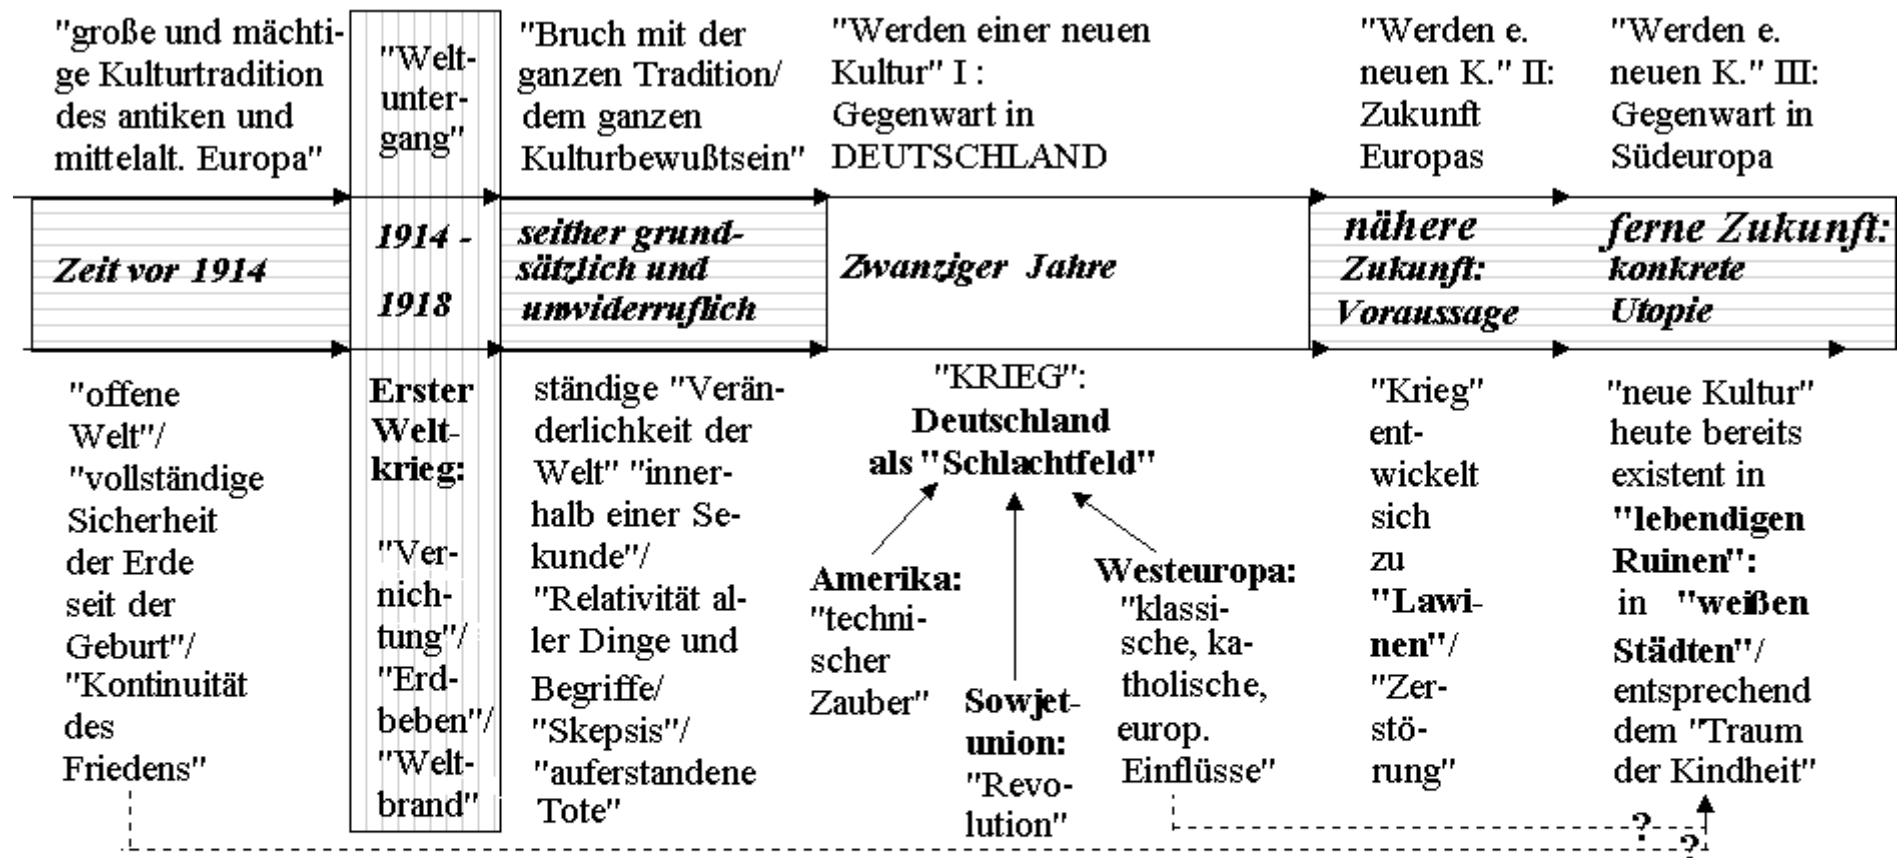 "große und mächti-
ge Kulturtradition
des antiken und
mittelalt. Europa"
"Welt-
unter-
gang"
"Bruch mit der
ganzen Tradition/
dem ganzen
Kulturbewußtsein"
"Werden einer neuen
Kultur" I :
Gegenwart in
DEUTSCHLAND
"Werden e.
neuen K." II:
Zukunft
Europas
"Werden e.
neuen K." III:
Gegenwart in
Südeuropa
Zeit vor 1914
1914 -
1918
seither grund-
sätzlich und
unwiderruflich
Zwanziger Jahre
nähere
Zukunft:
Voraussage
ferne Zukunft:
konkrete
Utopie
"offene
Welt"/
"vollständige
Sicherheit
der Erde
seit der
Geburt"/
"Kontinuität
des
Friedens"
Erster
Welt-
krieg:
"Ver-
nich-
tung"/
"Erd-
beben"/
"Welt-
brand"
ständige "Verän-
derlichkeit der
Welt" "inner-
halb einer Se-
kunde"/
"Relativität al-
ler Dinge und
Begriffe/
"Skepsis"/
"auferstandene
Tote"
"KRIEG":
Deutschland
als "Schlachtfeld"
Amerika:
"techni-
scher
Zauber"
Sowjet-
union:
"Revo-
lution"
Westeuropa:
"klassi-
sche, ka-
tholische,
europ.
Einflüsse"
"Krieg"
ent-
wickelt
sich
zu
"Lawi-
nen"/
"Zer-
stö-
rung"
"neue Kultur"
heute bereits
existent in
"lebendigen
Ruinen":
in "weißen
Städten"/
entsprechend
dem "Traum
der Kindheit"
?
?